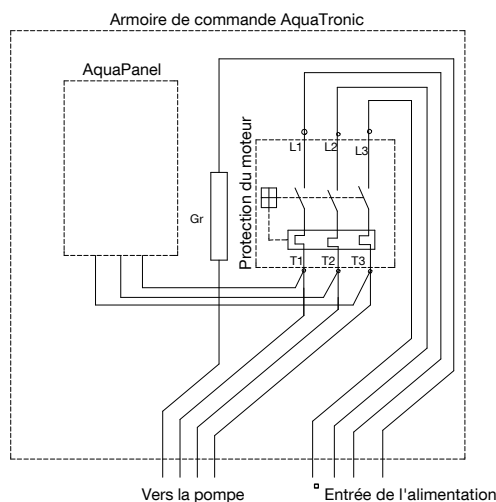 Armoire de commande AquaTronic
AquaPanel
Protection du moteur
L1 L2 L3
Gr
T1 T2 T3
Vers la pompe
Entrée de l'alimentation